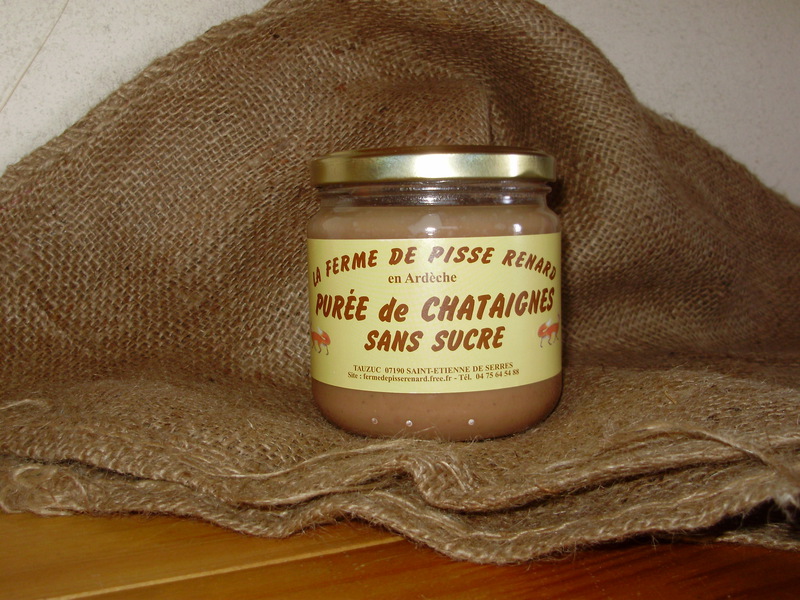 LA FERME DE PISSE RENARD
en Ardèche
PURÉE de CHATAIGNES
SANS SUCRE
TAUZUC 07190 SAINT-ETIENNE DE SERRES
Site : fermedepisserenard.free.fr - Tél. 04 75 64 54 88